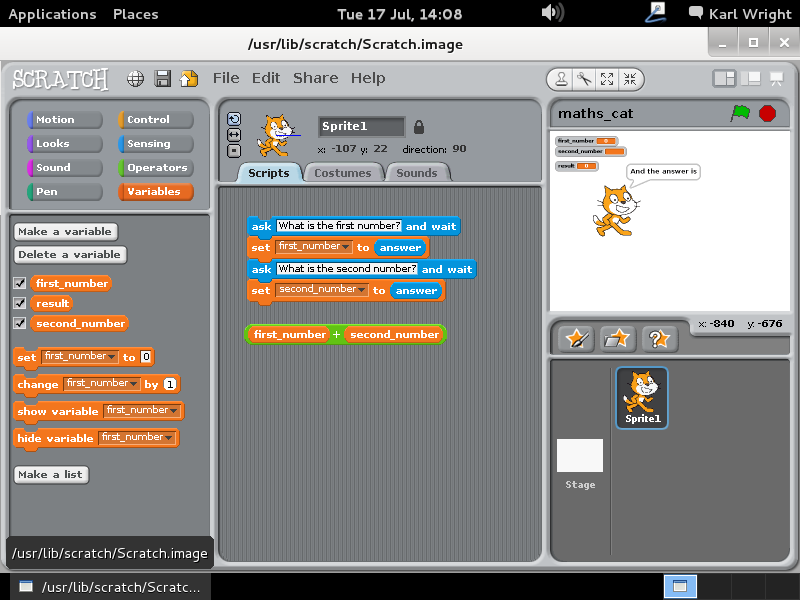 Applications Places Tue 17 Jul, 14:08 Karl Wright
/usr/lib/scratch/Scratch.image
SCRATCH File Edit Share Help
Motion Control
Looks Sensing
Sound Operators
Pen Variables
Make a variable
Delete a variable
first_number
result
second_number
set first_number to 0
change first_number by 1
show variable first_number
hide variable first_number
Make a list
Sprite1
x: -107 y: 22 direction: 90
Scripts Costumes Sounds
ask What is the first number? and wait
set first_number to answer
ask What is the second number? and wait
set second_number to answer
first_number + second_number
maths_cat
first_number 0
second_number
result 0
And the answer is
x: -840 y: -676
Sprite1
Stage
/usr/lib/scratch/Scratch.image
/usr/lib/scratch/Scratc...